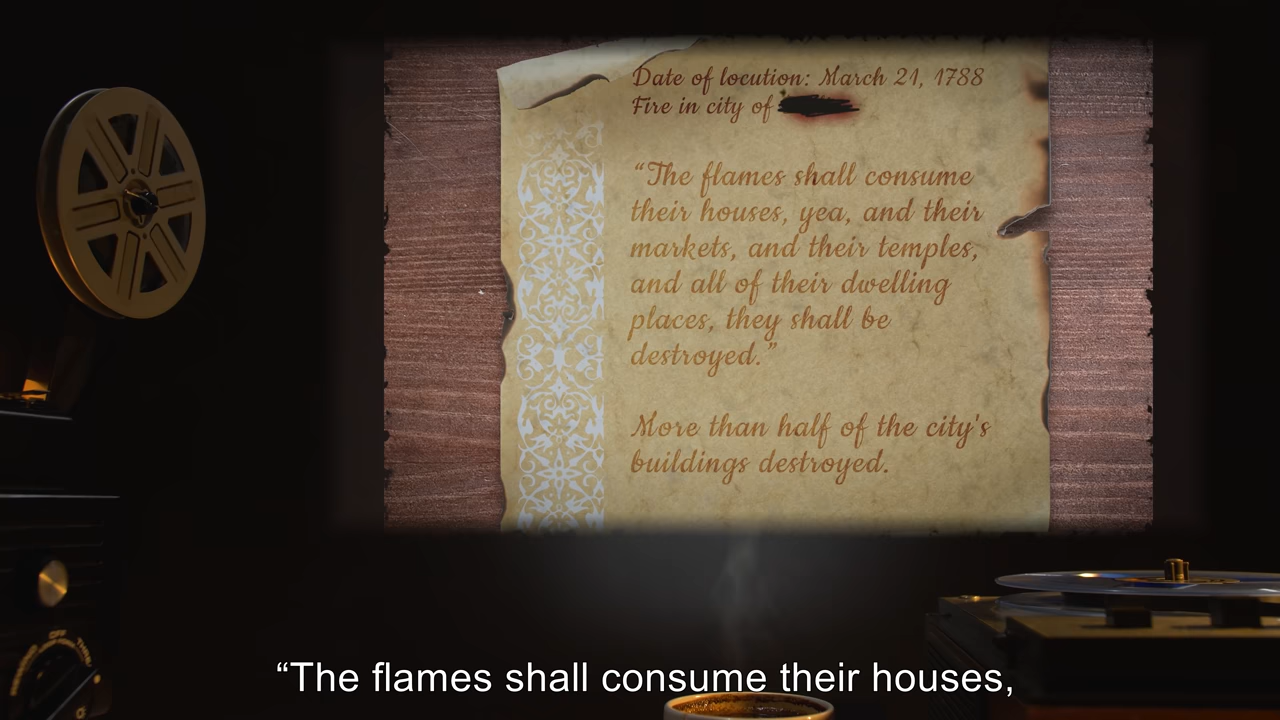 Date of locution: March 21, 1788
Fire in city of
“The flames shall consume
their houses, yea, and their
markets, and their temples,
and all of their dwelling
places, they shall be
destroyed.”
More than half of the city's
buildings destroyed.
OFF
“The flames shall consume their houses,